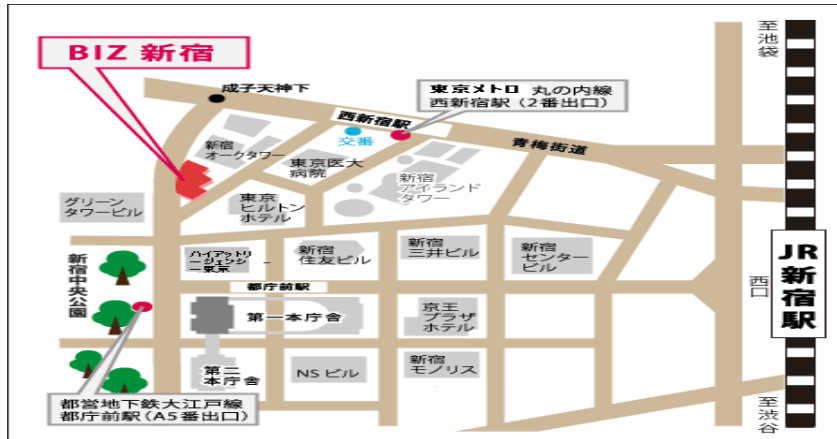 至池袋
BIZ 新宿
成子天神下
東京メトロ 丸の内線
西新宿駅(2番出口)
西新宿駅
交番
青梅街道
新宿
オークタワー
東京医大
病院
新宿
アイランド
タワー
グリーン
タワービル
東京
ヒルトン
ホテル
JR新宿駅
西口
新宿中央公園
ハイアットリ
ージェンシ
ー東京
新宿
住友ビル
新宿
三井ビル
新宿
センター
ビル
都庁前駅
第一本庁舎
京王
プラザ
ホテル
第二
本庁舎
NSビル
新宿
モノリス
都営地下鉄大江戸線
都庁前駅(A5番出口)
至渋谷